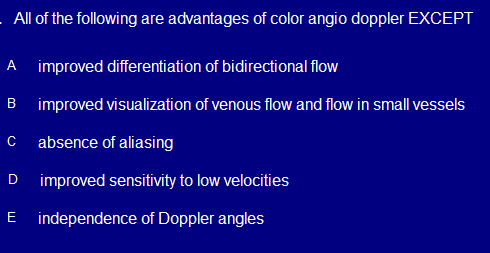 . All of the following are advantages of color angio doppler EXCEPT
A improved differentiation of bidirectional flow
B improved visualization of venous flow and flow in small vessels
C absence of aliasing
D improved sensitivity to low velocities
E independence of Doppler angles